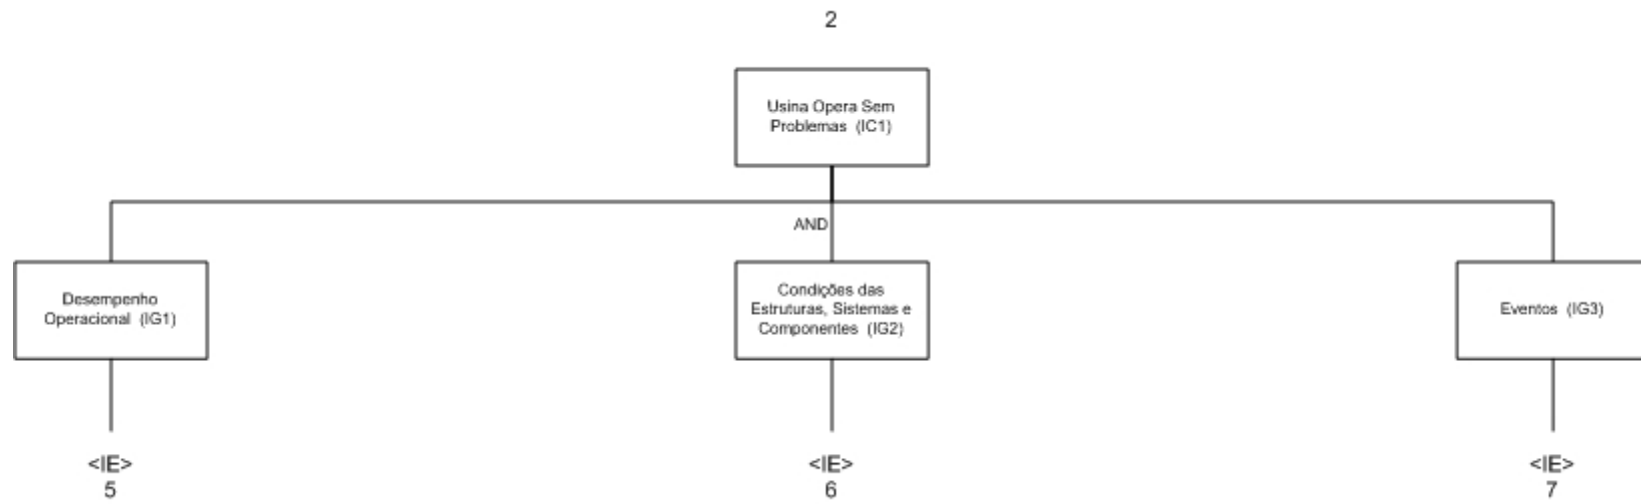 2
Usina Opera Sem
Problemas (IC1)
AND
Desempenho
Operacional (IG1)
Condições das
Estruturas, Sistemas e
Componentes (IG2)
Eventos (IG3)
<IE>
5
<IE>
6
<IE>
7